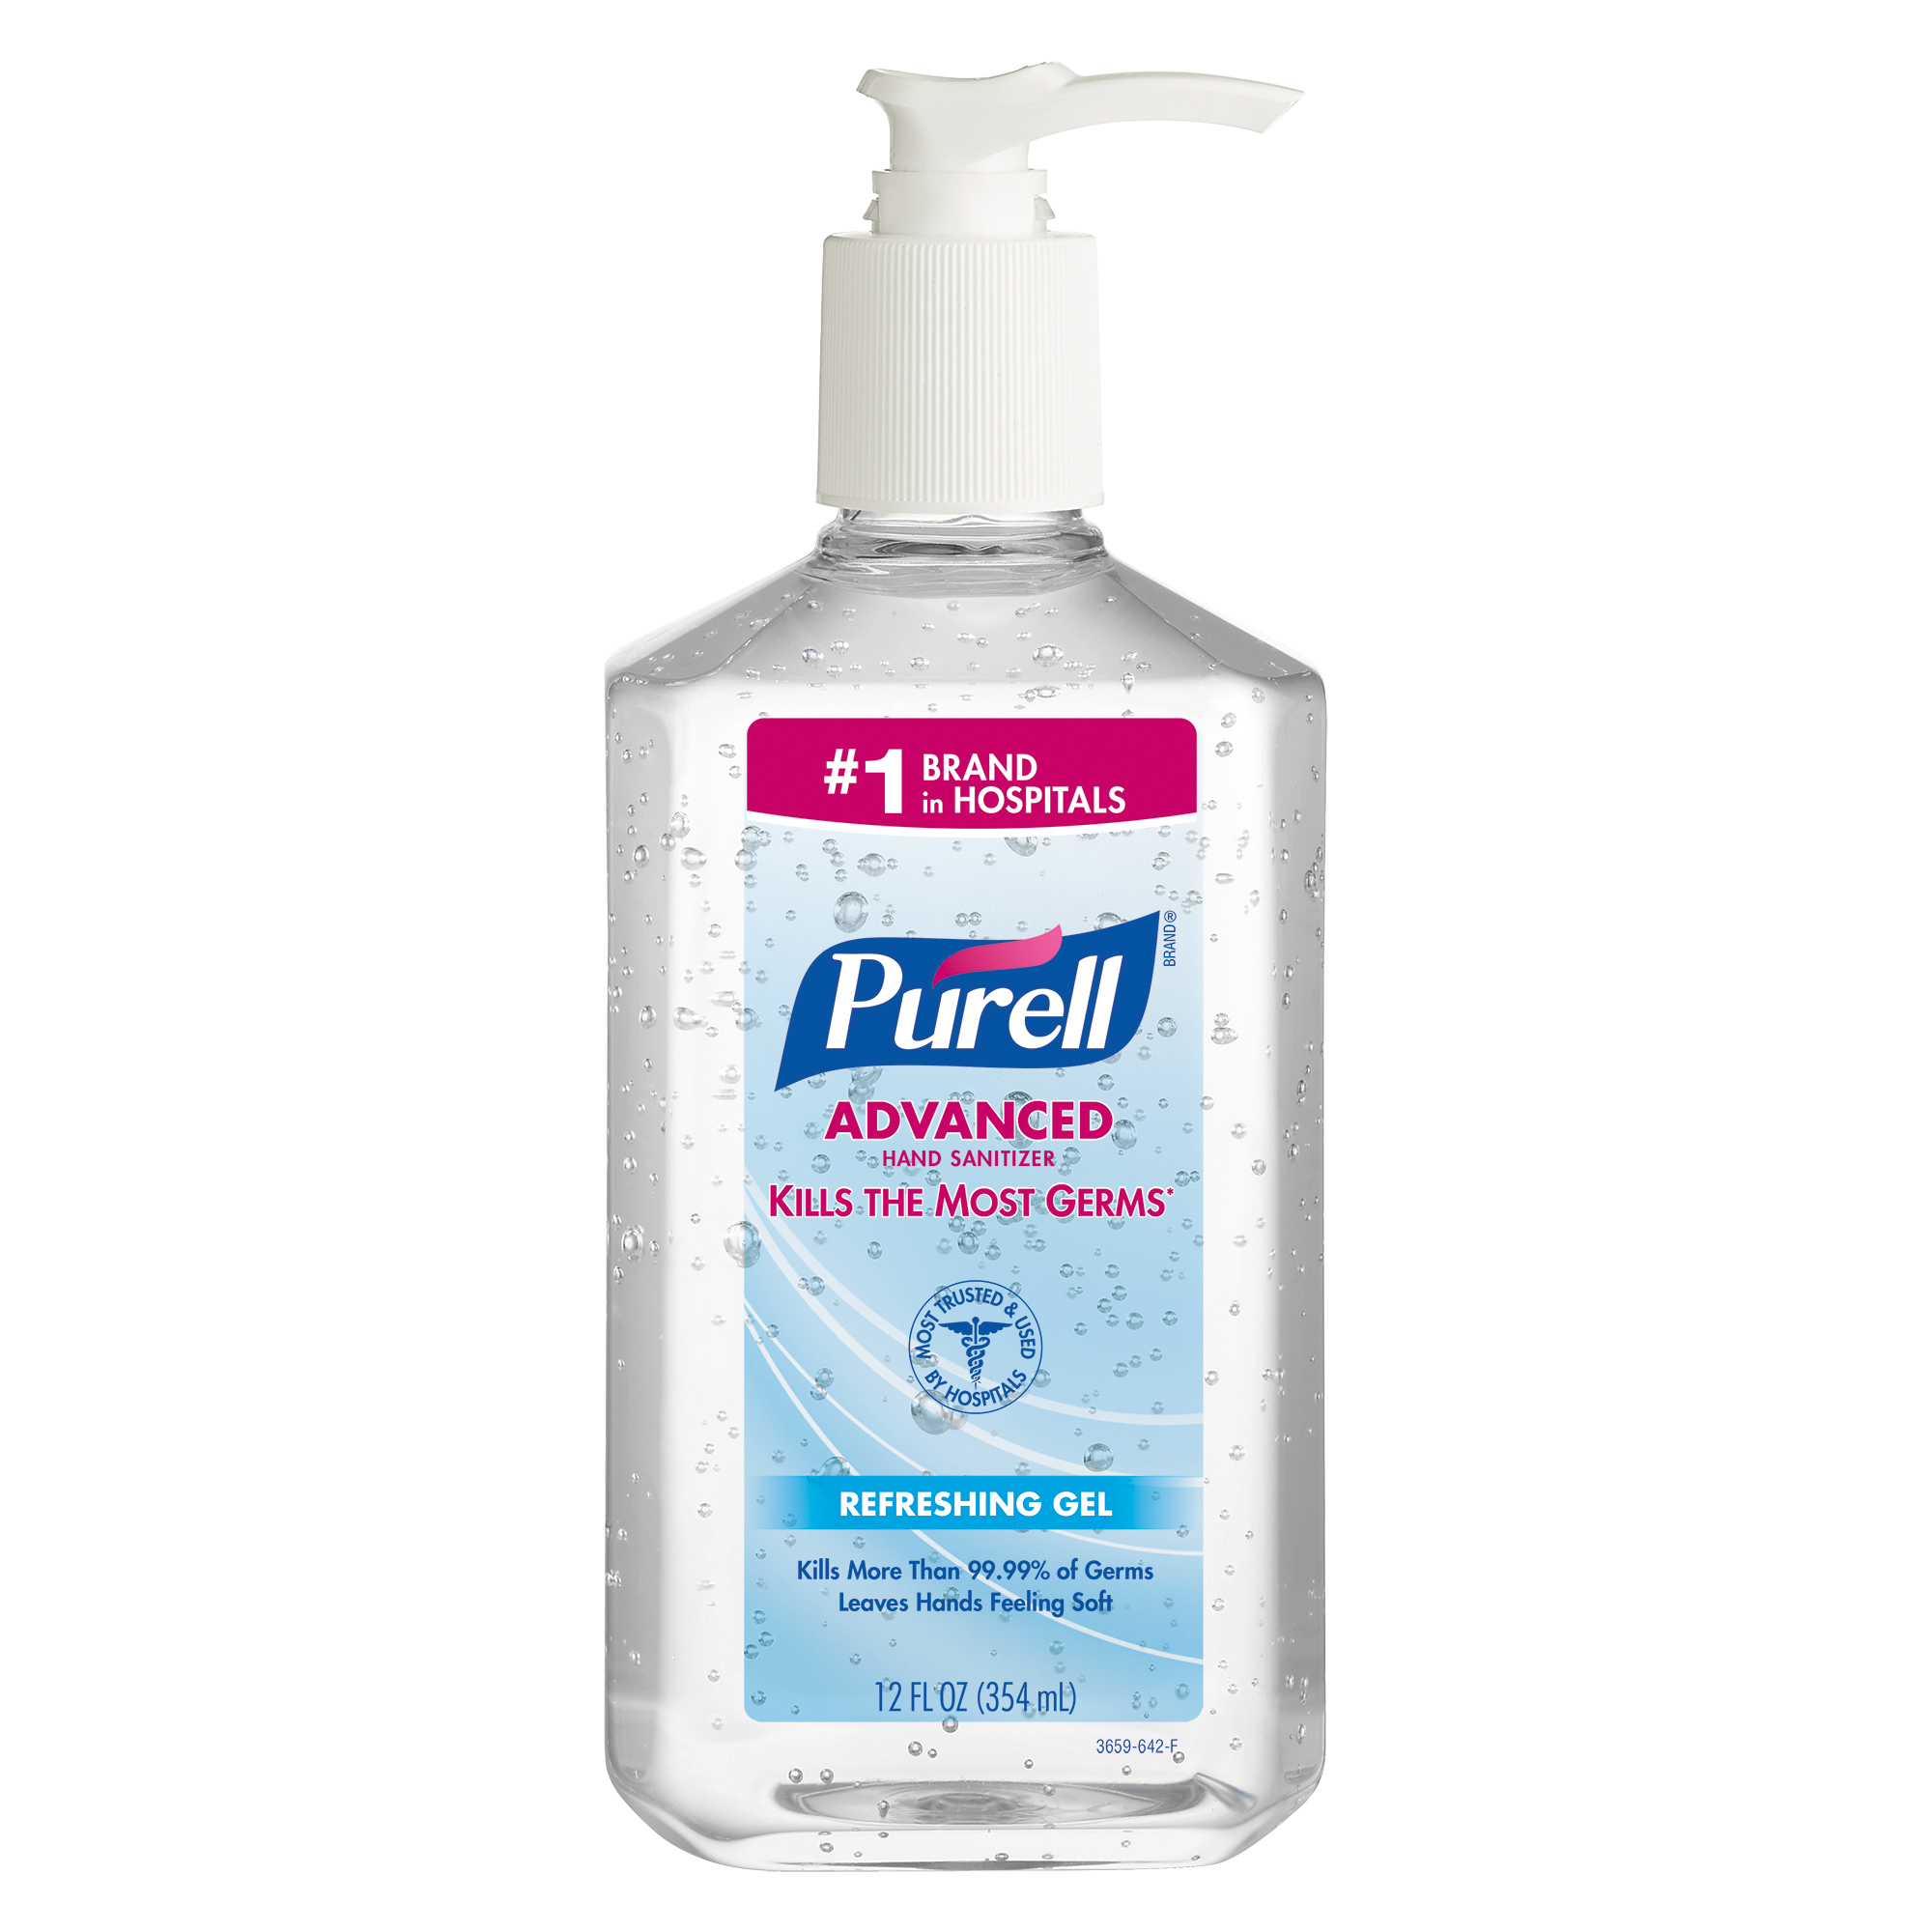 #1 BRAND
in HOSPITALS
Purell
BRAND®
ADVANCED
HAND SANITIZER
KILLS THE MOST GERMS*
MOST TRUSTED & USED
BY HOSPITALS
REFRESHING GEL
Kills More Than 99.99% of Germs
Leaves Hands Feeling Soft
12 FL OZ (354 mL)
3659-642-F